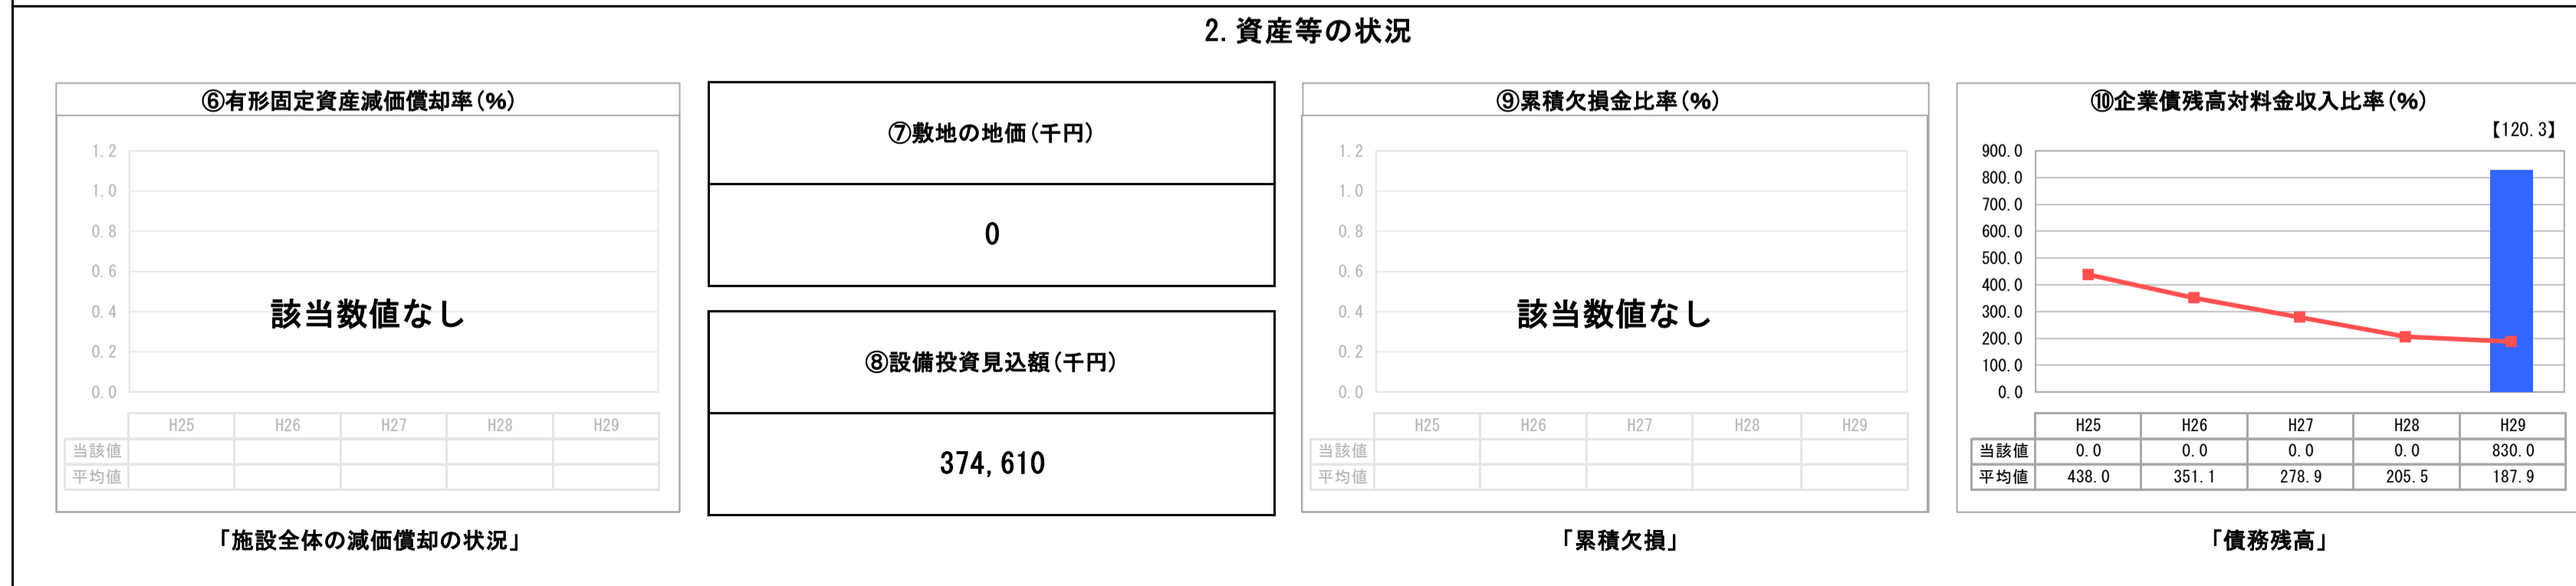 2.資産等の状況
⑥有形固定資産減価償却率(%)
1.2
1.0
0.8
0.6
0.4
0.2
0.0
該当数値なし
H25 H26 H27 H28 H29
当該値
平均値
「施設全体の減価償却の状況」
⑦敷地の地価(千円)
0
⑧設備投資見込額(千円)
374,610
⑨累積欠損金比率(%)
1.2
1.0
0.8
0.6
0.4
0.2
0.0
該当数値なし
H25 H26 H27 H28 H29
当該値
平均値
「累積欠損」
⑩企業債残高対料金収入比率(%)
【120.3】
900.0
800.0
700.0
600.0
500.0
400.0
300.0
200.0
100.0
0.0
H25 H26 H27 H28 H29
当該値 0.0 0.0 0.0 0.0 830.0
平均値 438.0 351.1 278.9 205.5 187.9
「債務残高」